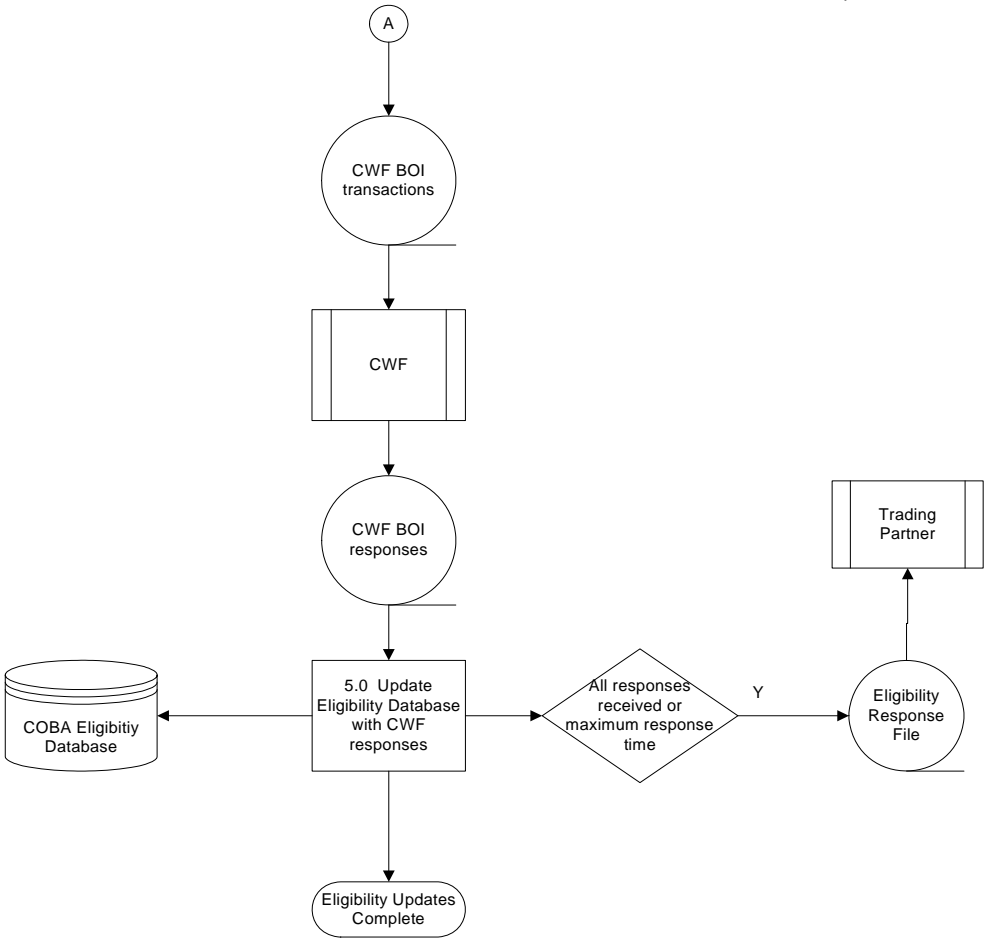 A
CWF BOI
transactions
CWF
CWF BOI
responses
Trading
Partner
5.0 Update
Eligibility Database
with CWF
responses
All responses
received or
maximum response
time
Y
Eligibility
Response
File
COBA Eligibitiy
Database
Eligibility Updates
Complete